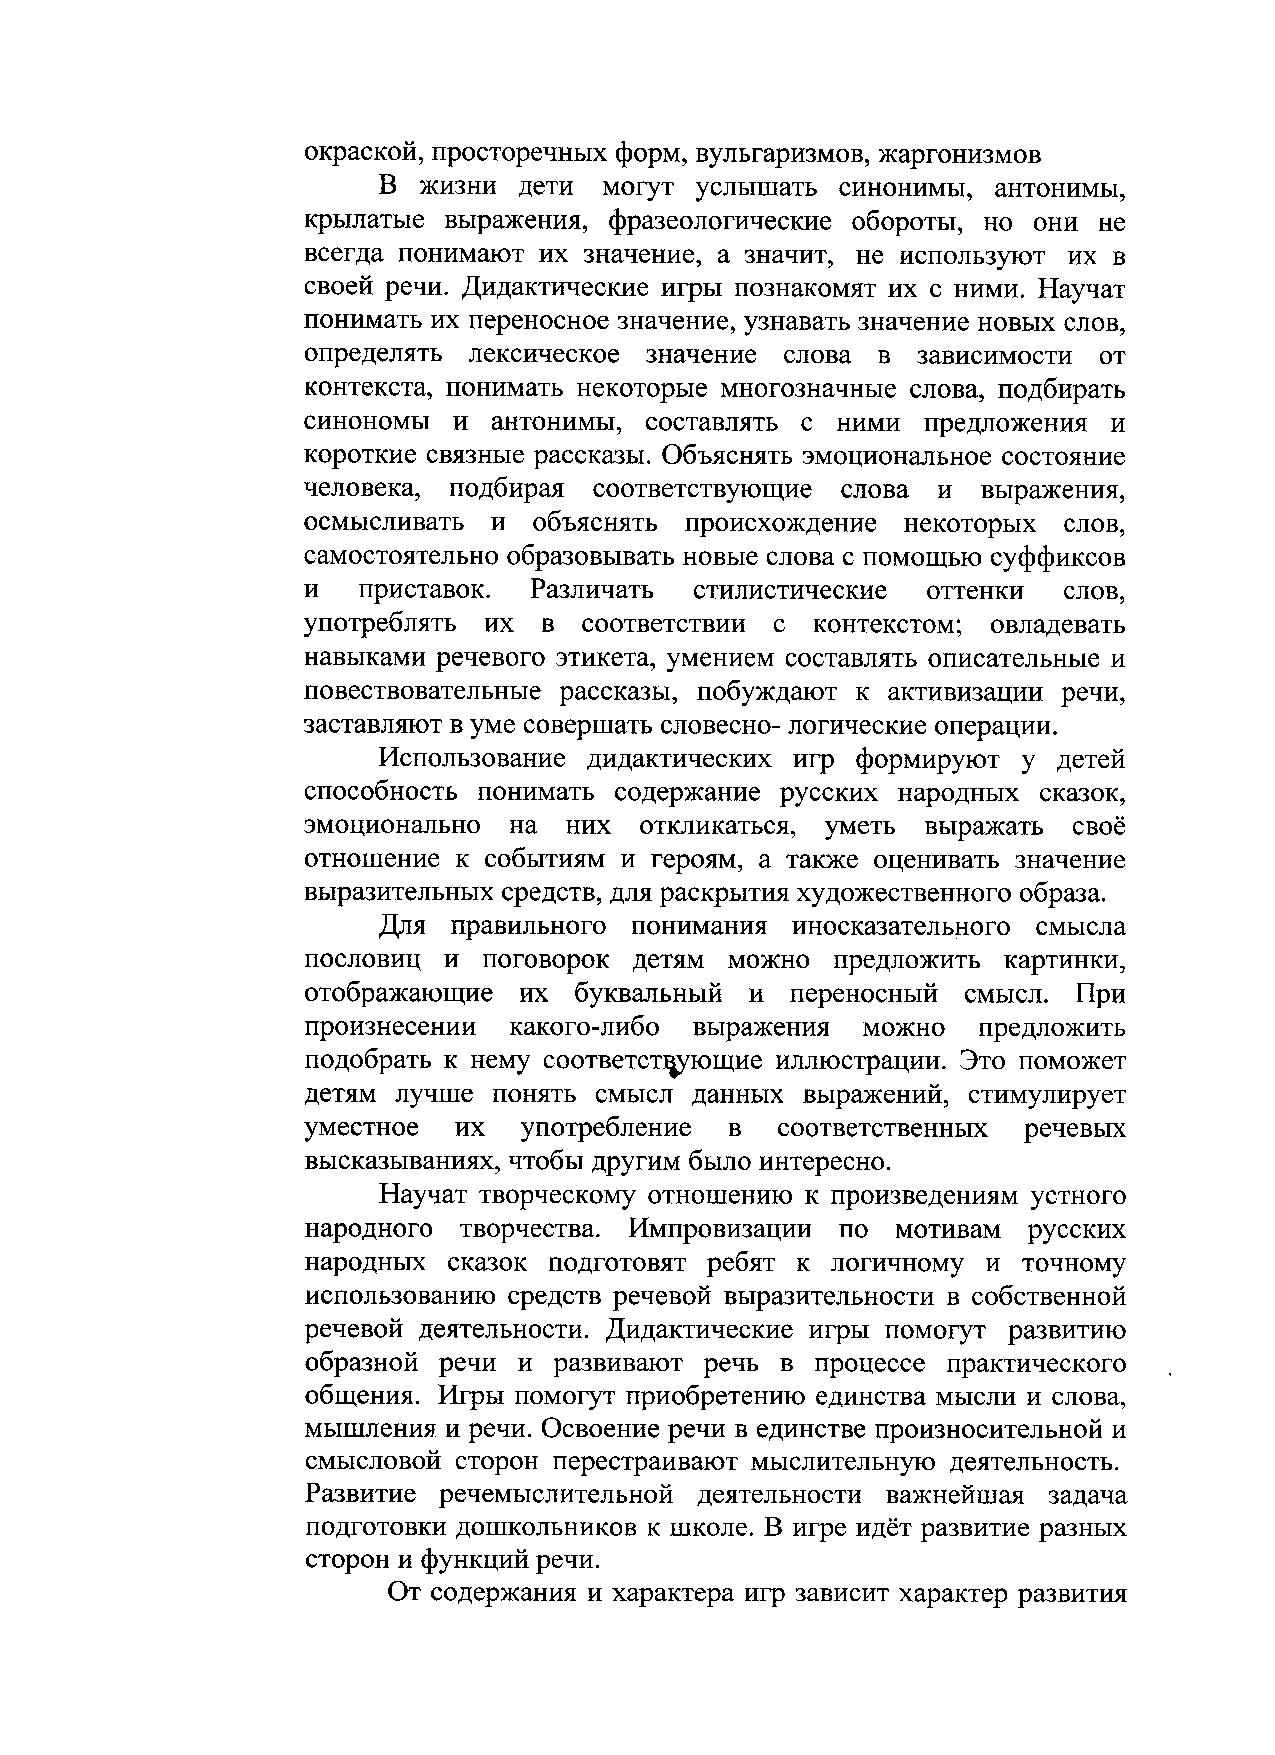 окраской, просторечных форм, вульгаризмов, жаргонизмов
В жизни дети могут услышать синонимы, антонимы,
крылатые выражения, фразеологические обороты, но они не
всегда понимают их значение, а значит, не используют их в
своей речи. Дидактические игры познакомят их с ними. Научат
понимать их переносное значение, узнавать значение новых слов,
определять лексическое значение слова в зависимости от
контекста, понимать некоторые многозначные слова, подбирать
синономы и антонимы, составлять с ними предложения и
короткие связные рассказы. Объяснять эмоциональное состояние
человека, подбирая соответствующие слова и выражения,
осмысливать и объяснять происхождение некоторых слов,
самостоятельно образовывать новые слова с помощью суффиксов
и приставок. Различать стилистические оттенки слов,
употреблять их в соответствии с контекстом; овладевать
навыками речевого этикета, умением составлять описательные и
повествовательные рассказы, побуждают к активизации речи,
заставляют в уме совершать словесно- логические операции.
Использование дидактических игр формируют у детей
способность понимать содержание русских народных сказок,
эмоционально на них откликаться, уметь выражать своё
отношение к событиям и героям, а также оценивать значение
выразительных средств, для раскрытия художественного образа.
Для правильного понимания иносказательного смысла
пословиц и поговорок детям можно предложить картинки,
отображающие их буквальный и переносный смысл. При
произнесении какого-либо выражения можно предложить
подобрать к нему соответствующие иллюстрации. Это поможет
детям лучше понять смысл данных выражений, стимулирует
уместное их употребление в соответственных речевых
высказываниях, чтобы другим было интересно.
Научат творческому отношению к произведениям устного
народного творчества. Импровизации по мотивам русских
народных сказок подготовят ребят к логичному и точному
использованию средств речевой выразительности в собственной
речевой деятельности. Дидактические игры помогут развитию
образной речи и развивают речь в процессе практического
общения. Игры помогут приобретению единства мысли и слова,
мышления и речи. Освоение речи в единстве произносительной и
смысловой сторон перестраивают мыслительную деятельность.
Развитие речемыслительной деятельности важнейшая задача
подготовки дошкольников к школе. В игре идёт развитие разных
сторон и функций речи.
От содержания и характера игр зависит характер развития